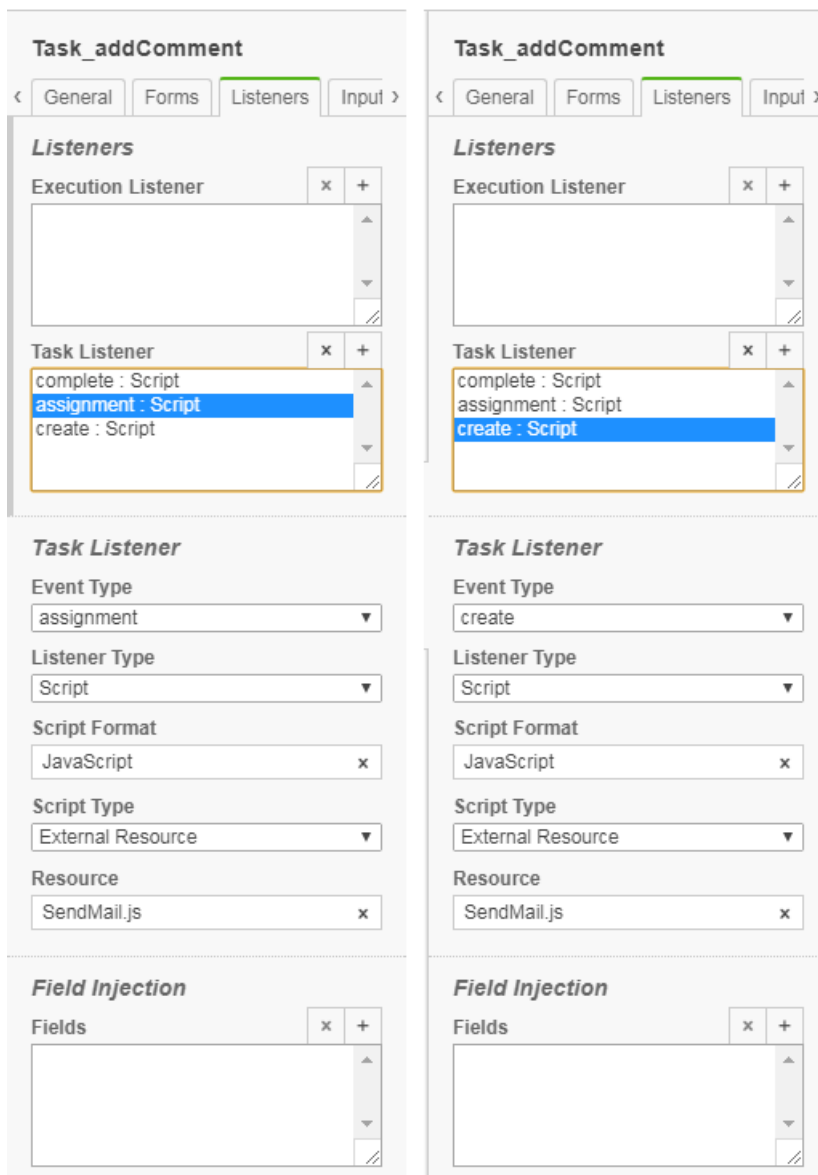 Task_addComment
General Forms Listeners Input
Listeners
Execution Listener x +
Task Listener x +
complete : Script
assignment : Script
create : Script
Task Listener
Event Type
assignment
Listener Type
Script
Script Format
JavaScript x
Script Type
External Resource
Resource
SendMail.js x
Field Injection
Fields x +
Task_addComment
General Forms Listeners Input
Listeners
Execution Listener x +
Task Listener x +
complete : Script
assignment : Script
create : Script
Task Listener
Event Type
create
Listener Type
Script
Script Format
JavaScript x
Script Type
External Resource
Resource
SendMail.js x
Field Injection
Fields x +